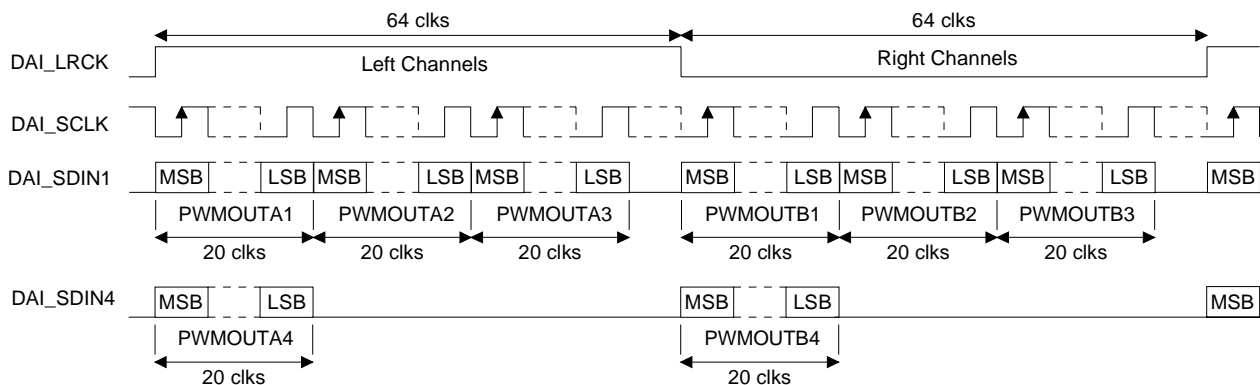 64 clks 64 clks
DAI_LRCK Left Channels Right Channels
DAI_SCLK
DAI_SDIN1 MSB LSB MSB LSB MSB LSB MSB LSB MSB LSB MSB LSB MSB
PWMOUTA1 PWMOUTA2 PWMOUTA3 PWMOUTB1 PWMOUTB2 PWMOUTB3
20 clks 20 clks 20 clks 20 clks 20 clks 20 clks
DAI_SDIN4 MSB LSB MSB LSB MSB
PWMOUTA4 PWMOUTB4
20 clks 20 clks